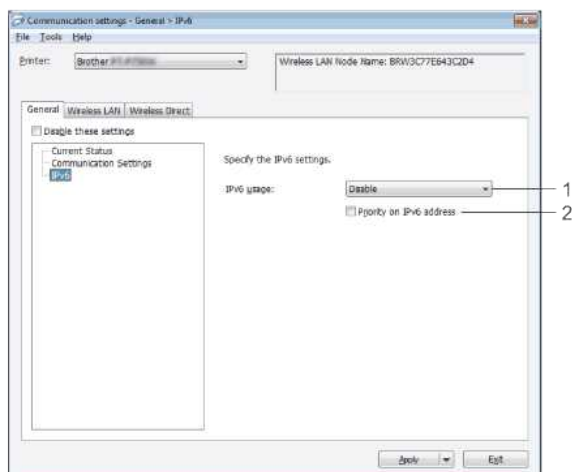 Communication settings - General > IPv6
File Tools Help
Printer: Brother
Wireless LAN Node Name: BRW3C77E643C2D4
General Wireless LAN Wireless Direct
Disable these settings
Current Status
Communication Settings
IPv6
Specify the IPv6 settings.
IPv6 usage: Disable 1
Priority on IPv6 address 2
Apply Exit